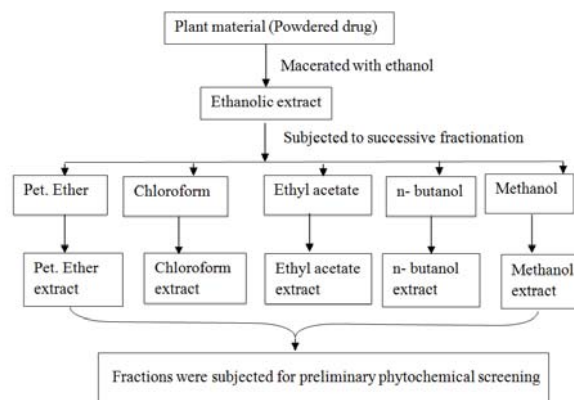 Plant material (Powdered drug)
Macerated with ethanol
Ethanolic extract
Subjected to successive fractionation
Pet. Ether
Chloroform
Ethyl acetate
n- butanol
Methanol
Pet. Ether
extract
Chloroform
extract
Ethyl acetate
extract
n- butanol
extract
Methanol
extract
Fractions were subjected for preliminary phytochemical screening